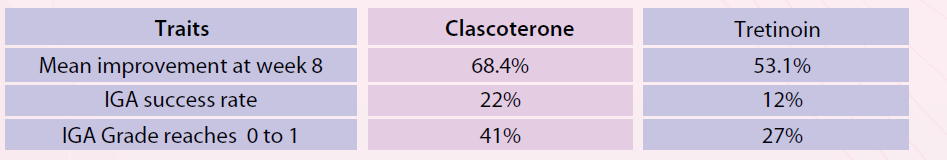 Traits Clascoterone Tretinoin
Mean improvement at week 8 68.4% 53.1%
IGA success rate 22% 12%
IGA Grade reaches 0 to 1 41% 27%